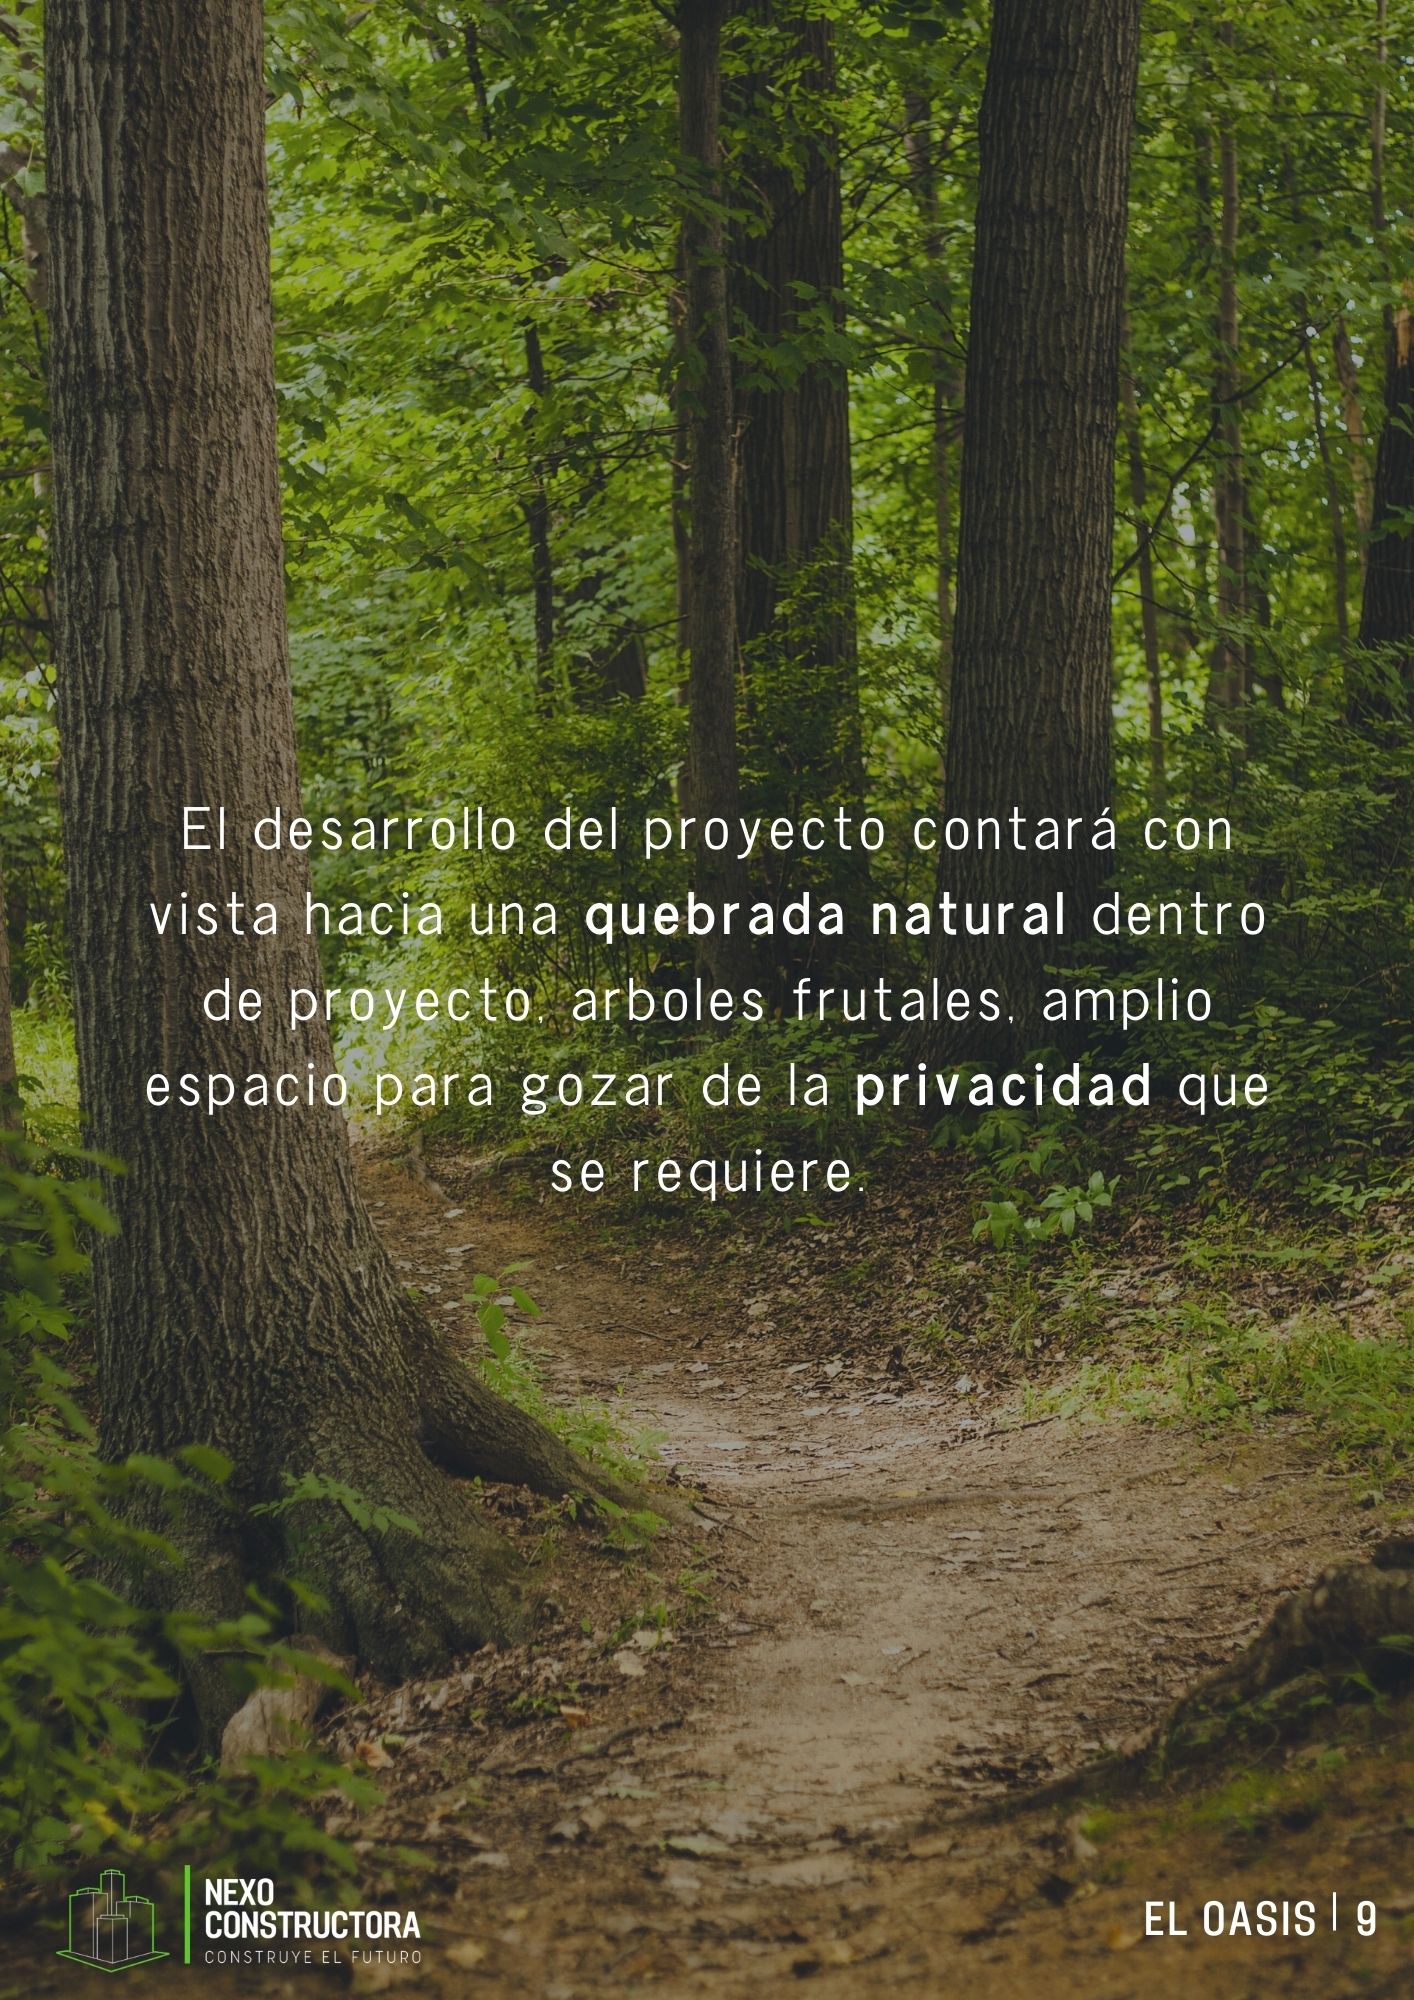 El desarrollo del proyecto contará con
vista hacia una quebrada natural dentro
de proyecto, arboles frutales, amplio
espacio para gozar de la privacidad que
se requiere.
NEXO
CONSTRUCTORA
CONSTRUYE EL FUTURO
EL OASIS | 9